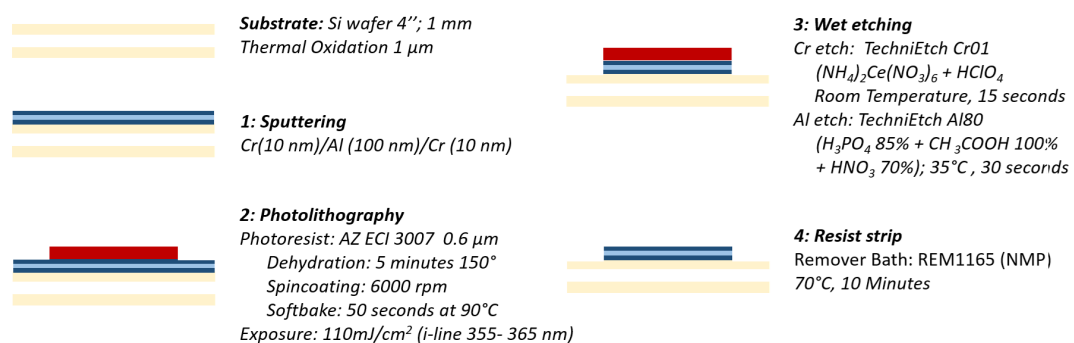 Substrate: Si wafer 4’’; 1 mm
Thermal Oxidation 1 µm
1: Sputtering
Cr(10 nm)/Al (100 nm)/Cr (10 nm)
2: Photolithography
Photoresist: AZ ECI 3007  0.6 µm
Dehydration: 5 minutes 150°
Spincoating: 6000 rpm
Softbake: 50 seconds at 90°C
Exposure: 110mJ/cm² (i-line 355- 365 nm)
3: Wet etching
Cr etch:  TechniEtch Cr01
(NH₄)₂Ce(NO₃)₆ + HClO₄
Room Temperature, 15 seconds
Al etch: TechniEtch Al80
(H₃PO₄ 85% + CH₃COOH 100%
+ HNO₃ 70%); 35°C , 30 seconds
4: Resist strip
Remover Bath: REM1165 (NMP)
70°C, 10 Minutes